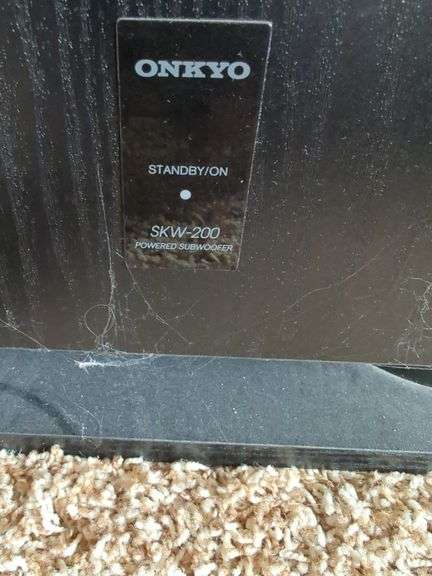 ONKYO
STANDBY/ON
SKW-200
POWERED SUBWOOFER